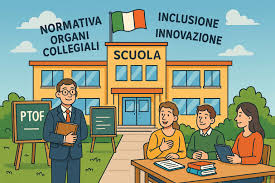 NORMATIVA
ORGANI
COLLEGIALI
INCLUSIONE
INNOVAZIONE
SCUOLA
PTOF